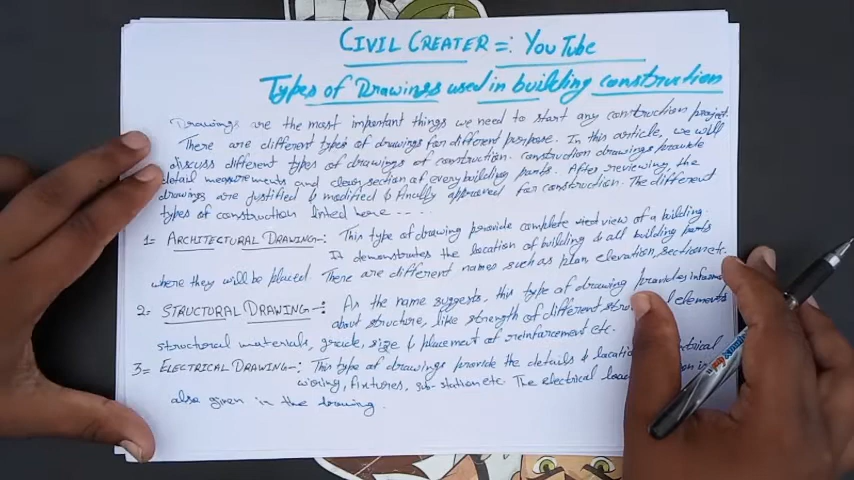 CIVIL CREATER =: YouTube
Types of Drawings used in building construction
Drawings are the most important things we need to start any construction project.
There are different types of drawings for different purpose. In this article, we will
discuss different types of drawings of construction. Construction drawings provide
detail measurements and clear section of every building parts. After reviewing the
drawings are justified & modified & finally approved for construction. The different
types of construction linked here - - - -
1= ARCHITECTURAL DRAWING -: This type of drawing provide complete view of a building.
It demonstrates the location of building & all building parts
where they will be placed There are different names such as plan elevation, section etc.
2- STRUCTURAL DRAWING -: As the name suggests, this type of drawing provides
about structure, like strength of different elements
structural materials, grade, size & placement of reinforcement etc.
3= ELECTRICAL DRAWING -: This type of drawings provide the details &
wiring, fixtures, sub-station etc. The electrical
also given in the drawing.